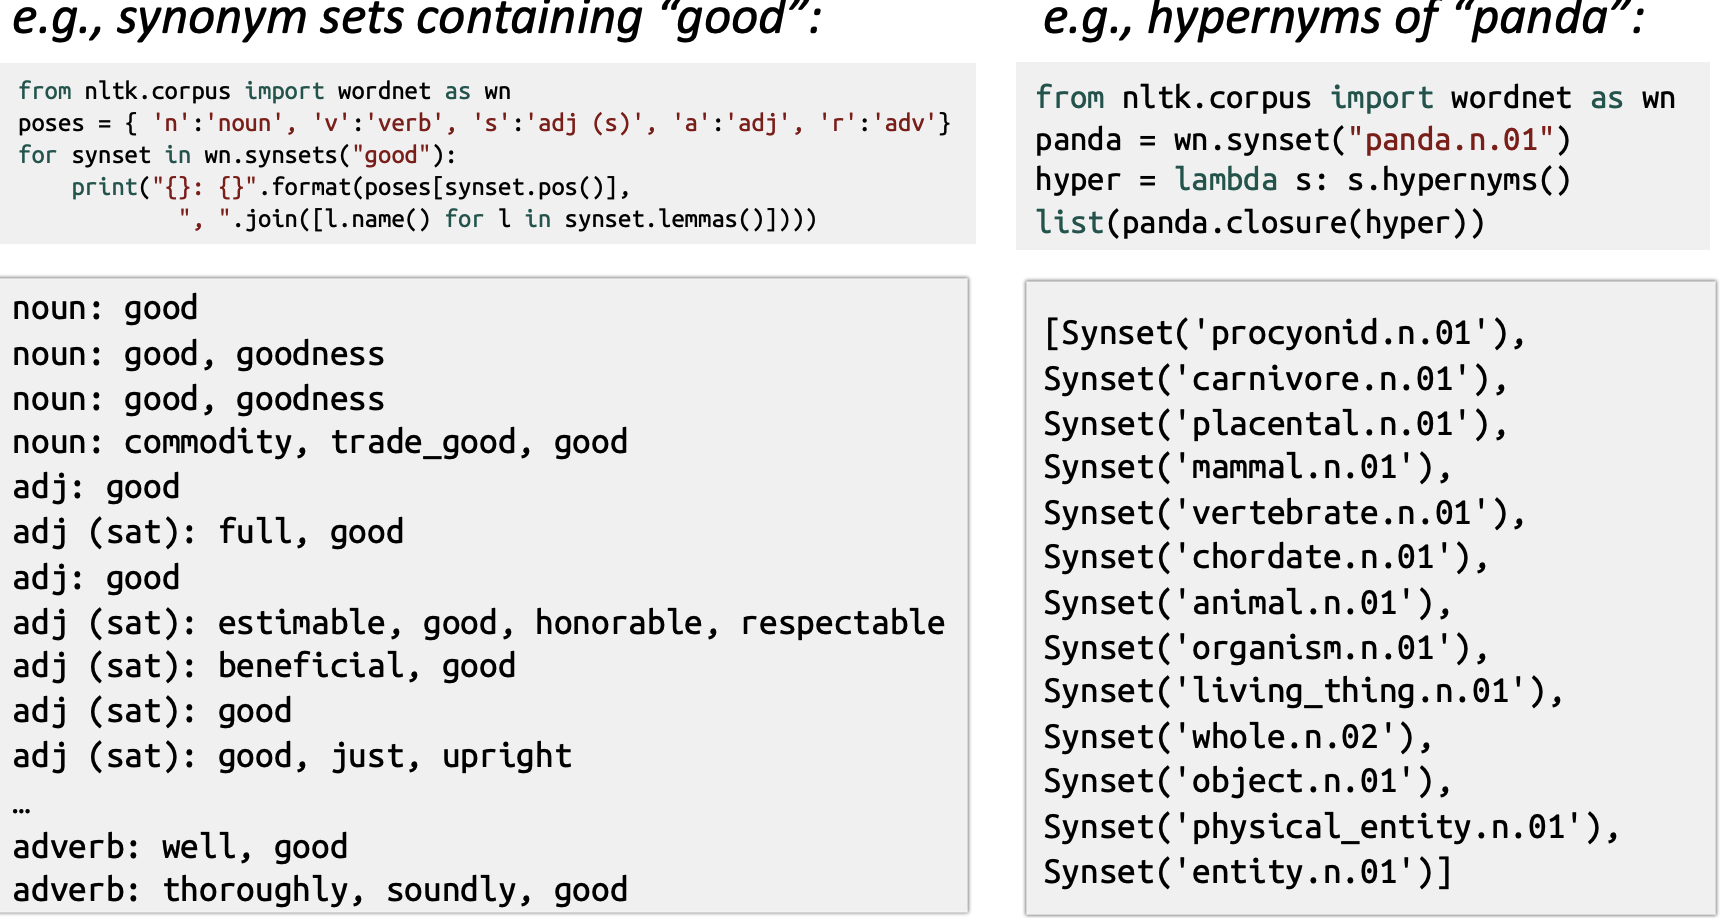 e.g., synonym sets containing “good”:
from nltk.corpus import wordnet as wn
poses = { 'n':'noun', 'v':'verb', 's':'adj (s)', 'a':'adj', 'r':'adv'}
for synset in wn.synsets("good"):
    print("{}: {}".format(poses[synset.pos()],
            ", ".join([l.name() for l in synset.lemmas()])))
noun: good
noun: good, goodness
noun: good, goodness
noun: commodity, trade_good, good
adj: good
adj (sat): full, good
adj: good
adj (sat): estimable, good, honorable, respectable
adj (sat): beneficial, good
adj (sat): good
adj (sat): good, just, upright
…
adverb: well, good
adverb: thoroughly, soundly, good
e.g., hypernyms of “panda”:
from nltk.corpus import wordnet as wn
panda = wn.synset("panda.n.01")
hyper = lambda s: s.hypernyms()
list(panda.closure(hyper))
[Synset('procyonid.n.01'),
Synset('carnivore.n.01'),
Synset('placental.n.01'),
Synset('mammal.n.01'),
Synset('vertebrate.n.01'),
Synset('chordate.n.01'),
Synset('animal.n.01'),
Synset('organism.n.01'),
Synset('living_thing.n.01'),
Synset('whole.n.02'),
Synset('object.n.01'),
Synset('physical_entity.n.01'),
Synset('entity.n.01')]